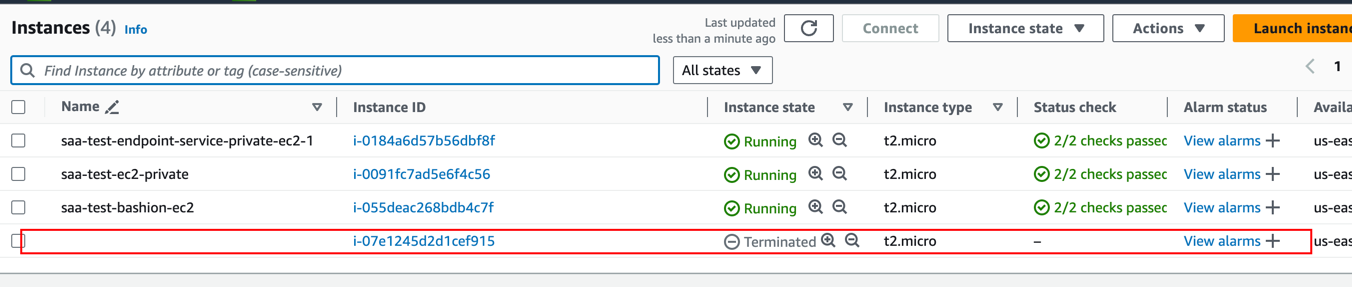 Instances (4) Info
Last updated
less than a minute ago
Connect
Instance state
Actions
Launch instanc
Find Instance by attribute or tag (case-sensitive)
All states
1
Name Instance ID Instance state Instance type Status check Alarm status Availa
saa-test-endpoint-service-private-ec2-1 i-0184a6d57b56dbf8f Running t2.micro 2/2 checks passec View alarms + us-eas
saa-test-ec2-private i-0091fc7ad5e6f4c56 Running t2.micro 2/2 checks passec View alarms + us-eas
saa-test-bashion-ec2 i-055deac268bdb4c7f Running t2.micro 2/2 checks passec View alarms + us-eas
i-07e1245d2d1cef915 Terminated t2.micro – View alarms + us-eas